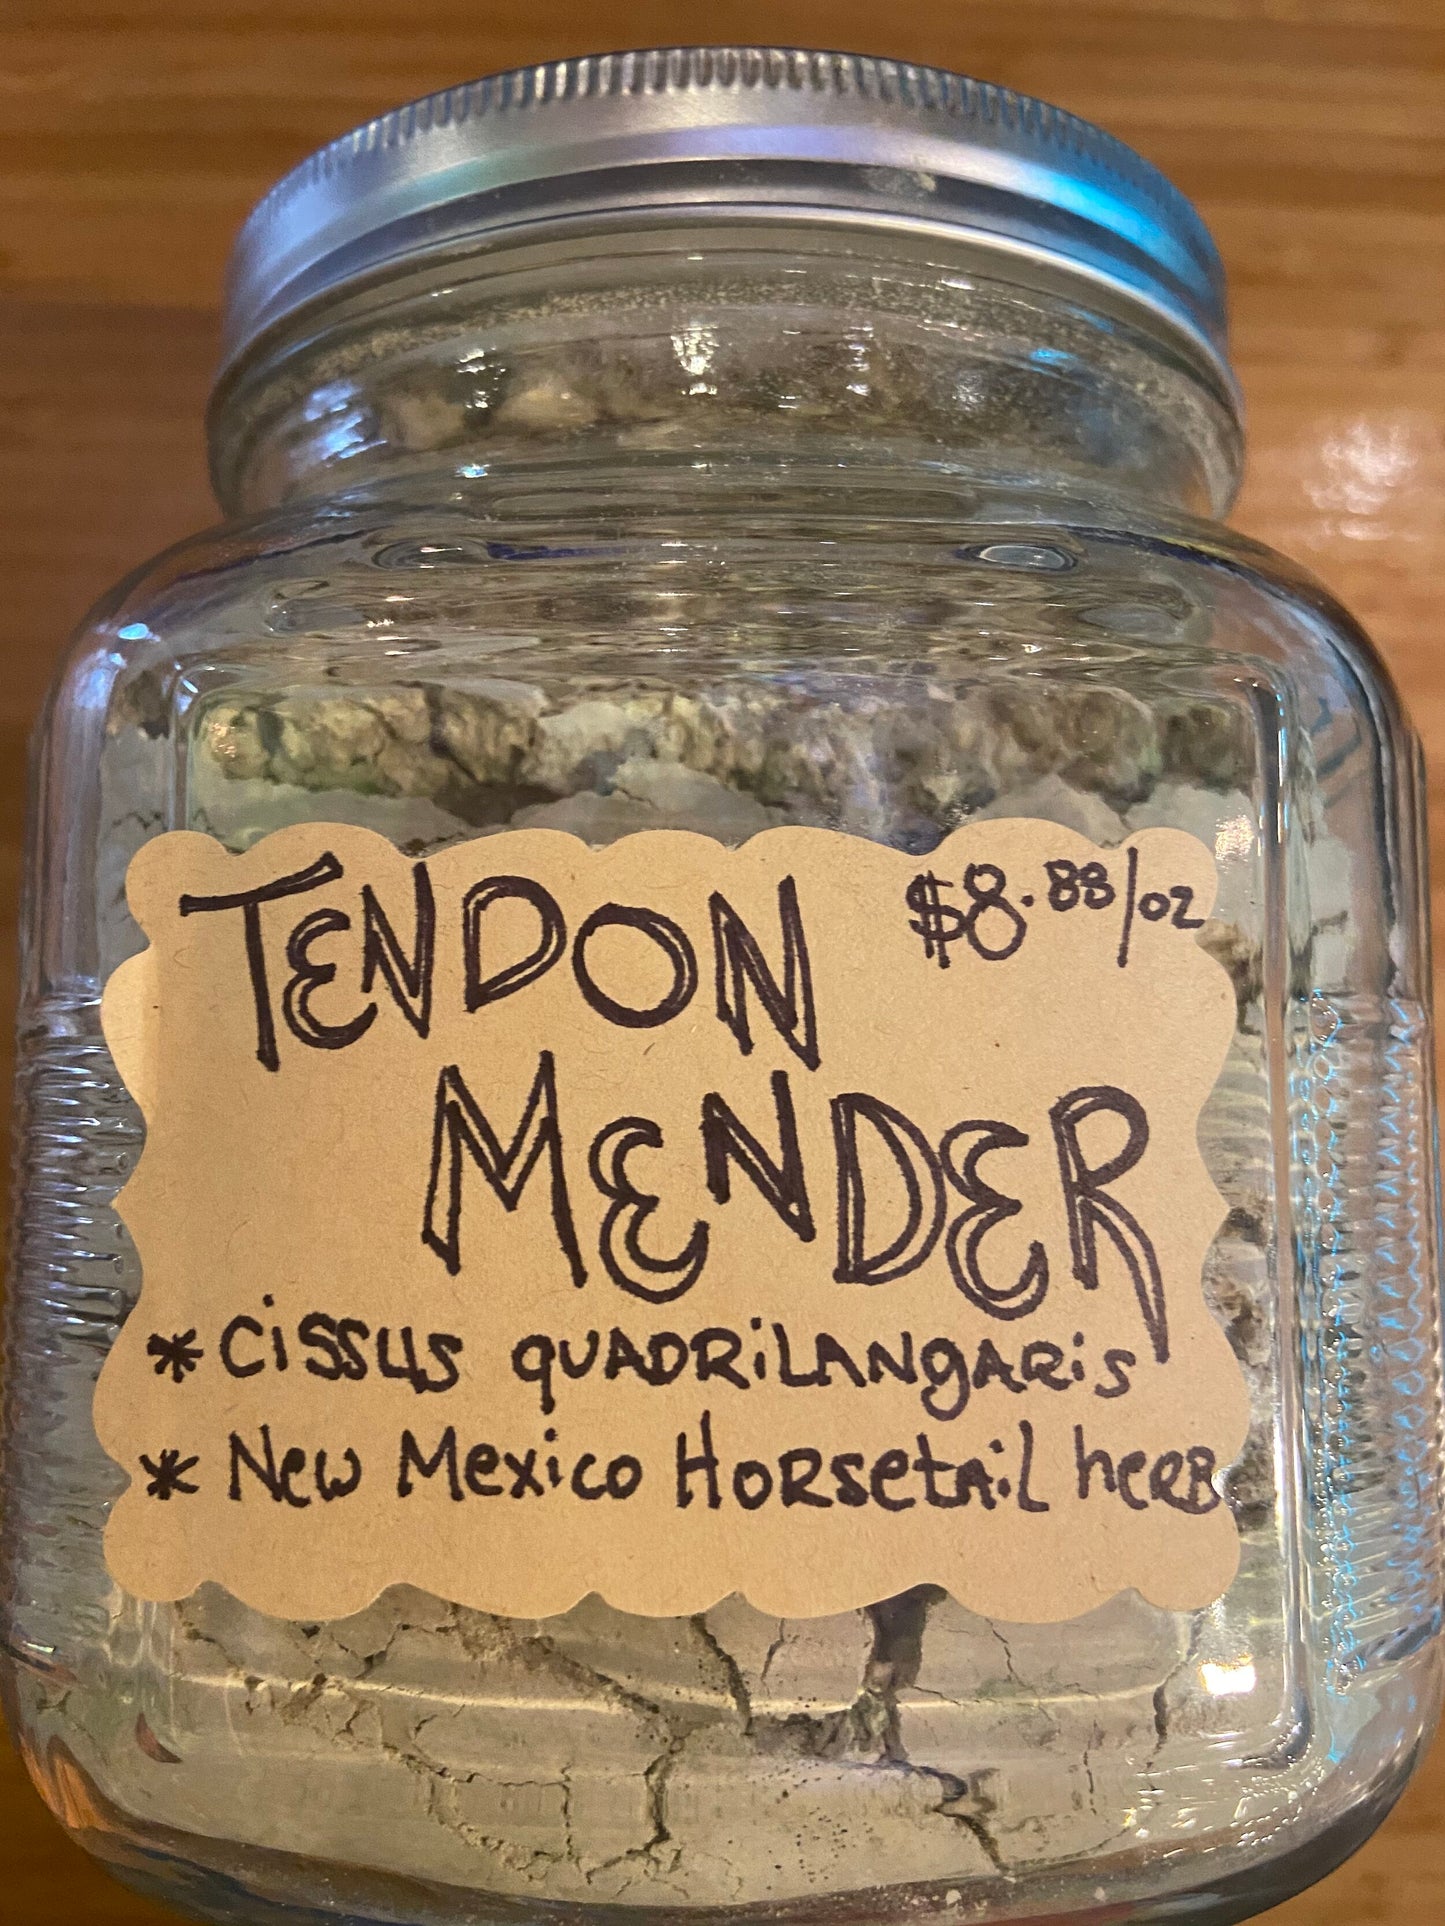 TENDON $8.88/oz
MENDER
* Cissus quadrilangaris
* New Mexico Horsetail herb